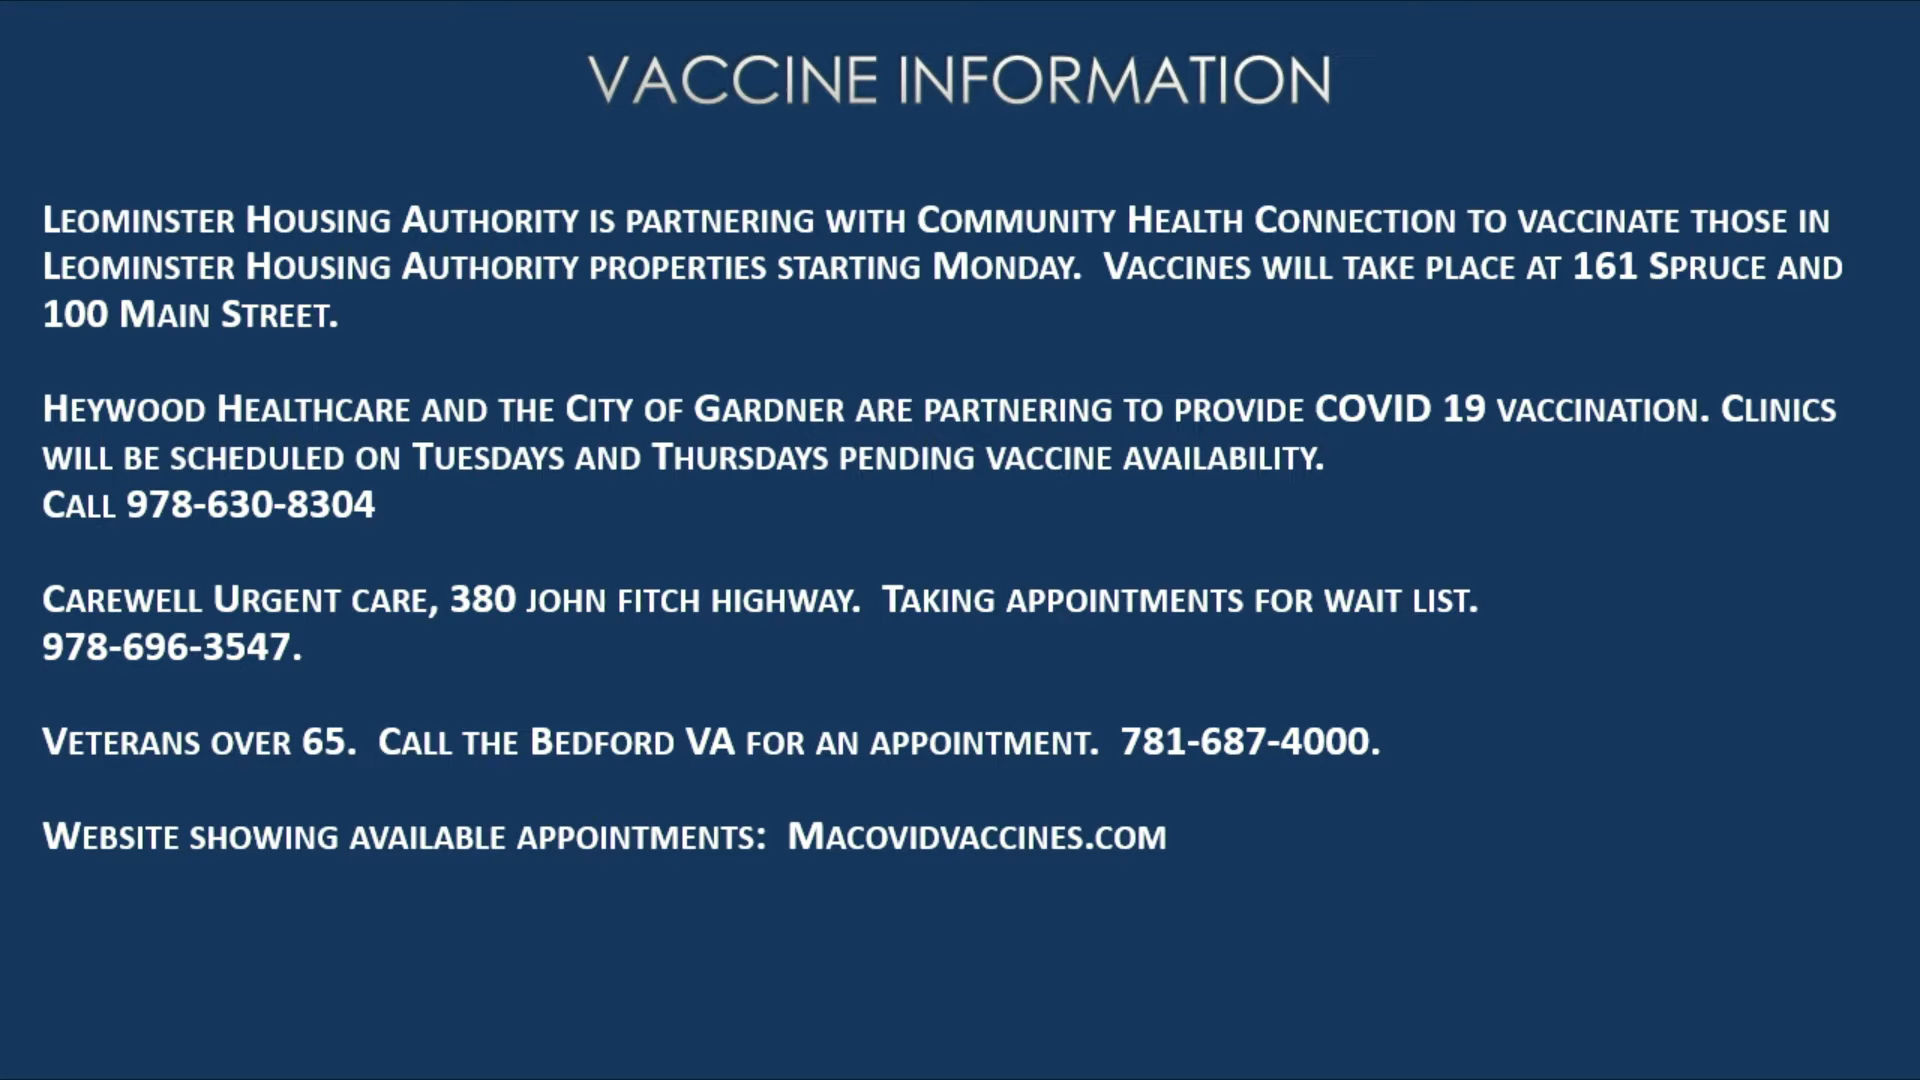 VACCINE INFORMATION
LEOMINSTER HOUSING AUTHORITY IS PARTNERING WITH COMMUNITY HEALTH CONNECTION TO VACCINATE THOSE IN
LEOMINSTER HOUSING AUTHORITY PROPERTIES STARTING MONDAY.  VACCINES WILL TAKE PLACE AT 161 SPRUCE AND
100 MAIN STREET.
HEYWOOD HEALTHCARE AND THE CITY OF GARDNER ARE PARTNERING TO PROVIDE COVID 19 VACCINATION. CLINICS
WILL BE SCHEDULED ON TUESDAYS AND THURSDAYS PENDING VACCINE AVAILABILITY.
CALL 978-630-8304
CAREWELL URGENT CARE, 380 JOHN FITCH HIGHWAY.  TAKING APPOINTMENTS FOR WAIT LIST.
978-696-3547.
VETERANS OVER 65.  CALL THE BEDFORD VA FOR AN APPOINTMENT.  781-687-4000.
WEBSITE SHOWING AVAILABLE APPOINTMENTS:  MACOVIDVACCINES.COM